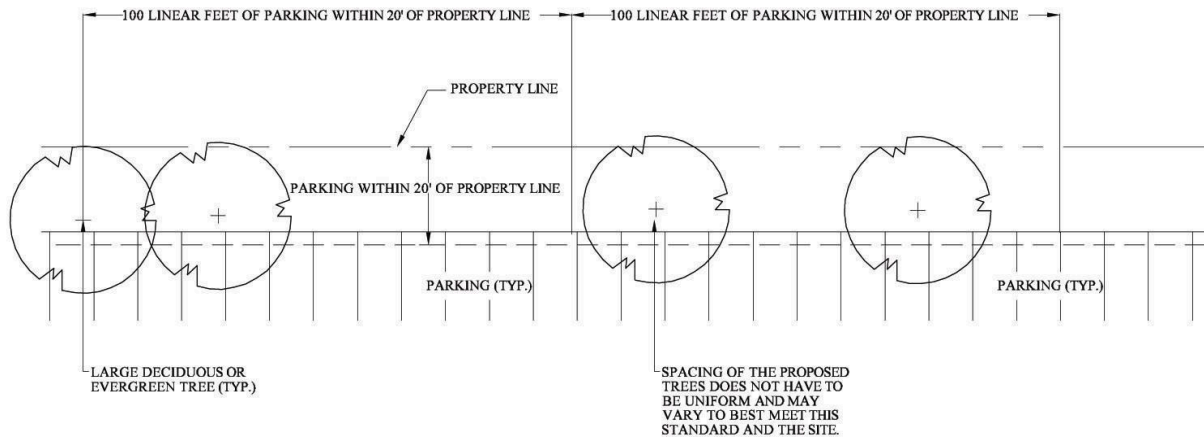 100 LINEAR FEET OF PARKING WITHIN 20' OF PROPERTY LINE
100 LINEAR FEET OF PARKING WITHIN 20' OF PROPERTY LINE
PROPERTY LINE
PARKING WITHIN 20' OF PROPERTY LINE
PARKING (TYP.)
PARKING (TYP.)
LARGE DECIDUOUS OR
EVERGREEN TREE (TYP.)
SPACING OF THE PROPOSED
TREES DOES NOT HAVE TO
BE UNIFORM AND MAY
VARY TO BEST MEET THIS
STANDARD AND THE SITE.